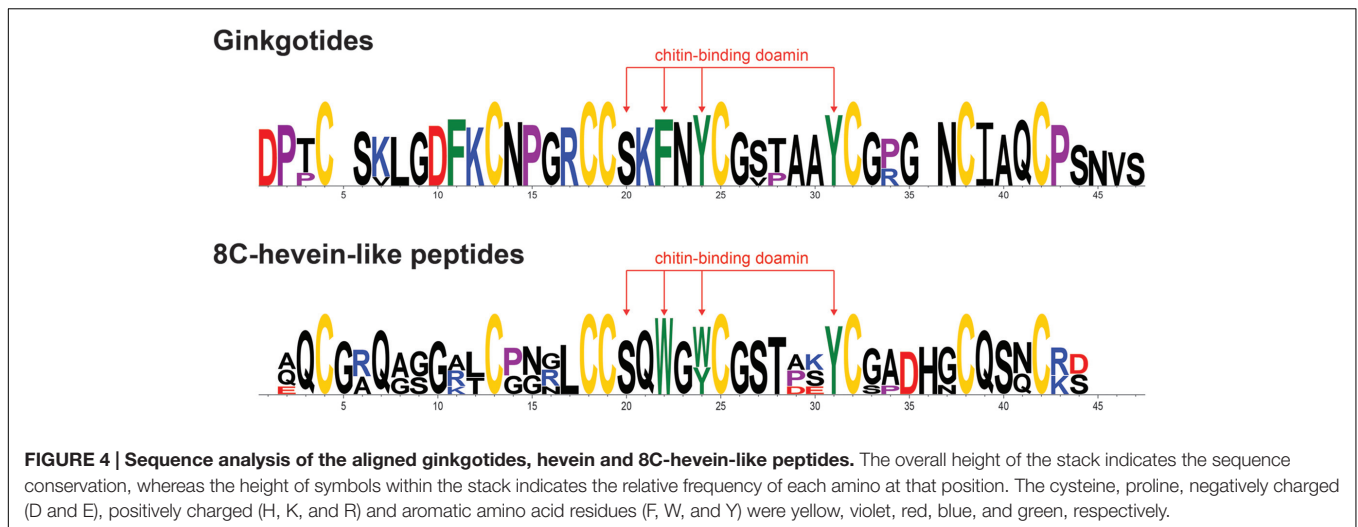 Ginkgotides
chitin-binding doamin
DPTC SKLGDFKCNPGRCCSKFNYCGSTAAYCGPG NCIAQCPSNVS
P V V P R
5 10 15 20 25 30 35 40 45
8C-hevein-like peptides
chitin-binding doamin
AQCGRQAGGALCPNGLCCSQWGWCGSTAKYCGADHGCQSNCRD
Q A G S R T G G R Y P S S P N Q K S
E K N D E
5 10 15 20 25 30 35 40 45
FIGURE 4 | Sequence analysis of the aligned ginkgotides, hevein and 8C-hevein-like peptides. The overall height of the stack indicates the sequence
conservation, whereas the height of symbols within the stack indicates the relative frequency of each amino at that position. The cysteine, proline, negatively charged
(D and E), positively charged (H, K, and R) and aromatic amino acid residues (F, W, and Y) were yellow, violet, red, blue, and green, respectively.